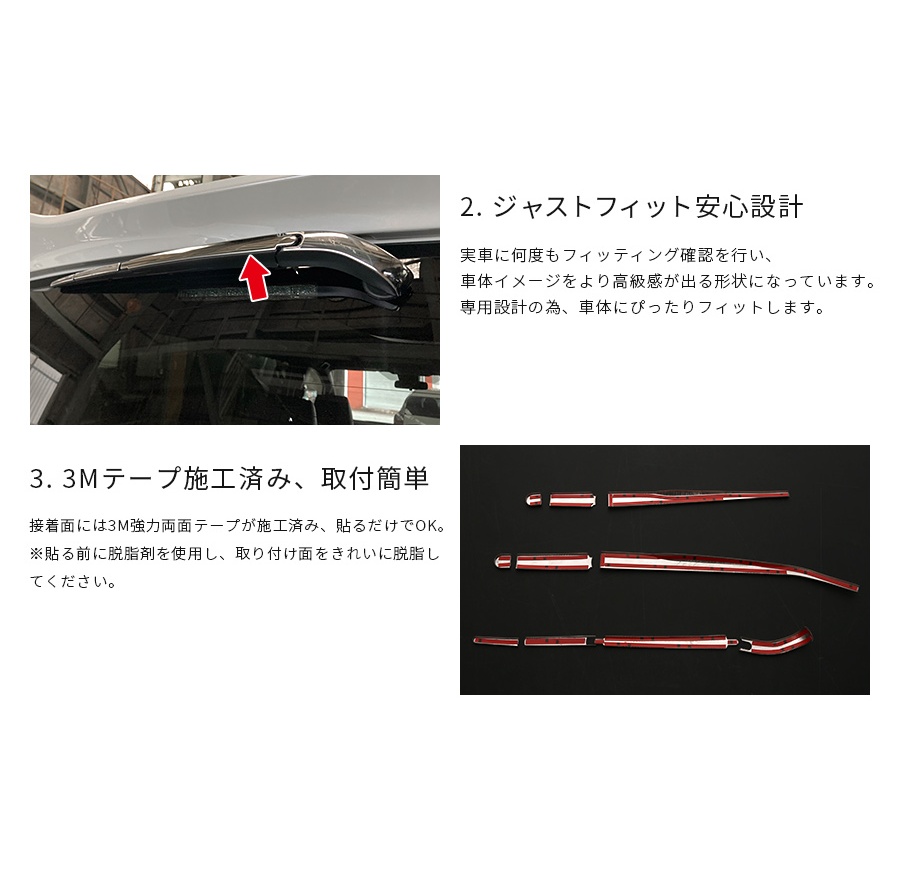 2. ジャストフィット安心設計
実車に何度もフィッティング確認を行い、
車体イメージをより高級感が出る形状になっています。
専用設計の為、車体にぴったりフィットします。
3. 3Mテープ施工済み、取付簡単
接着面には3M強力両面テープが施工済み、貼るだけでOK。
※貼る前に脱脂剤を使用し、取り付け面をきれいに脱脂し
てください。